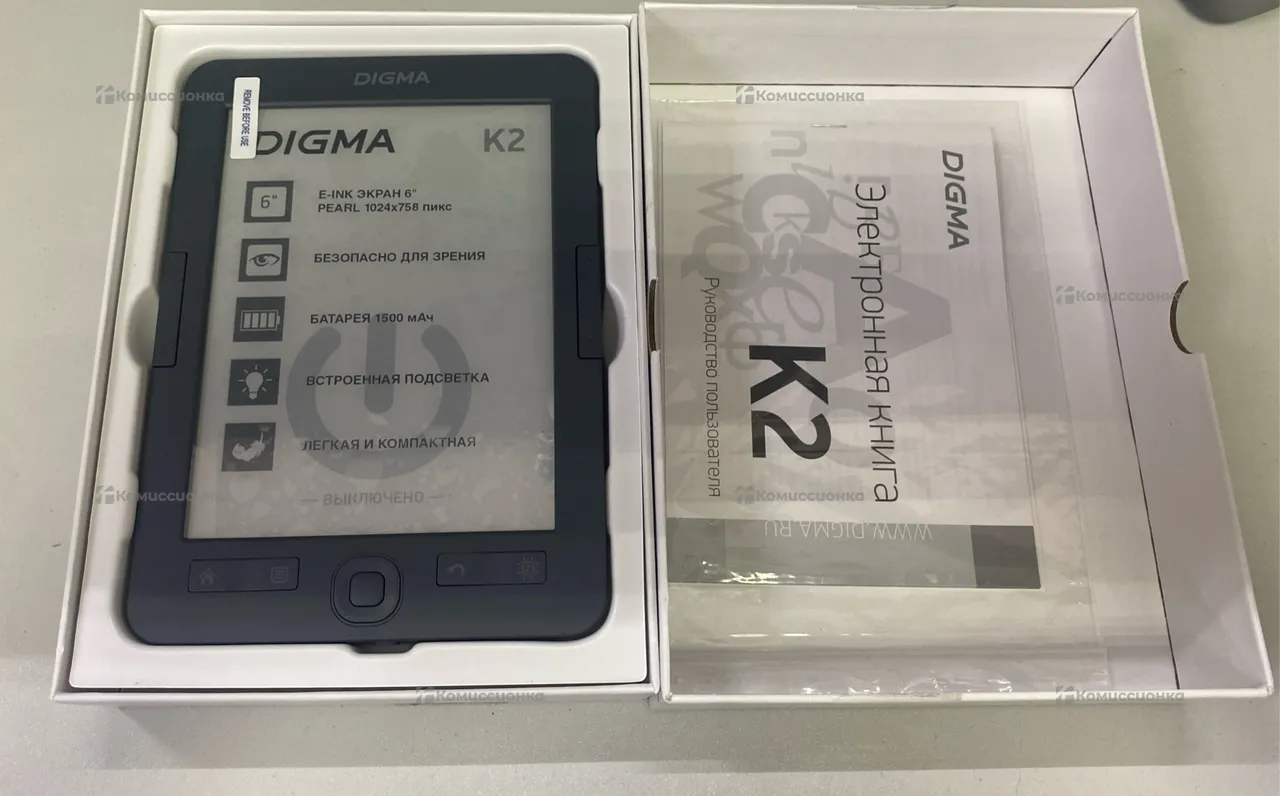 DIGMA
REMOVE BEFORE USE
DIGMA
K2
6"
E-INK ЭКРАН 6"
PEARL 1024x758 пикс
БЕЗОПАСНО ДЛЯ ЗРЕНИЯ
БАТАРЕЯ 1500 мАч
ВСТРОЕННАЯ ПОДСВЕТКА
ЛЕГКАЯ И КОМПАКТНАЯ
— ВЫКЛЮЧЕНО —
DIGMA
Электронная книга
K2
Руководство пользователя
WWW.DIGMA.RU
Комиссионка
Комиссионка
Комиссионка
Комиссионка
Комиссионка
Комиссионка
Комиссионка